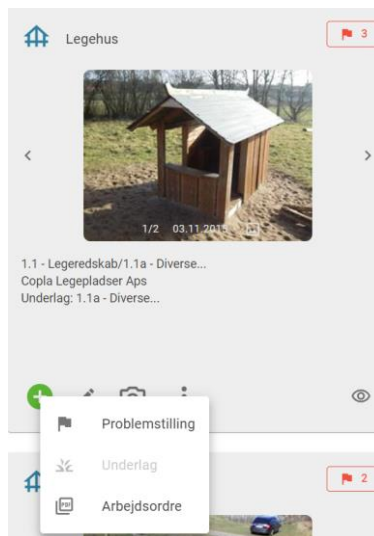 Legehus
3
1/2 03.11.2015
1.1 - Legeredskab/1.1a - Diverse...
Copla Legepladser Aps
Underlag: 1.1a - Diverse...
Problemstilling
Underlag
2
PDF
Arbejdsordre